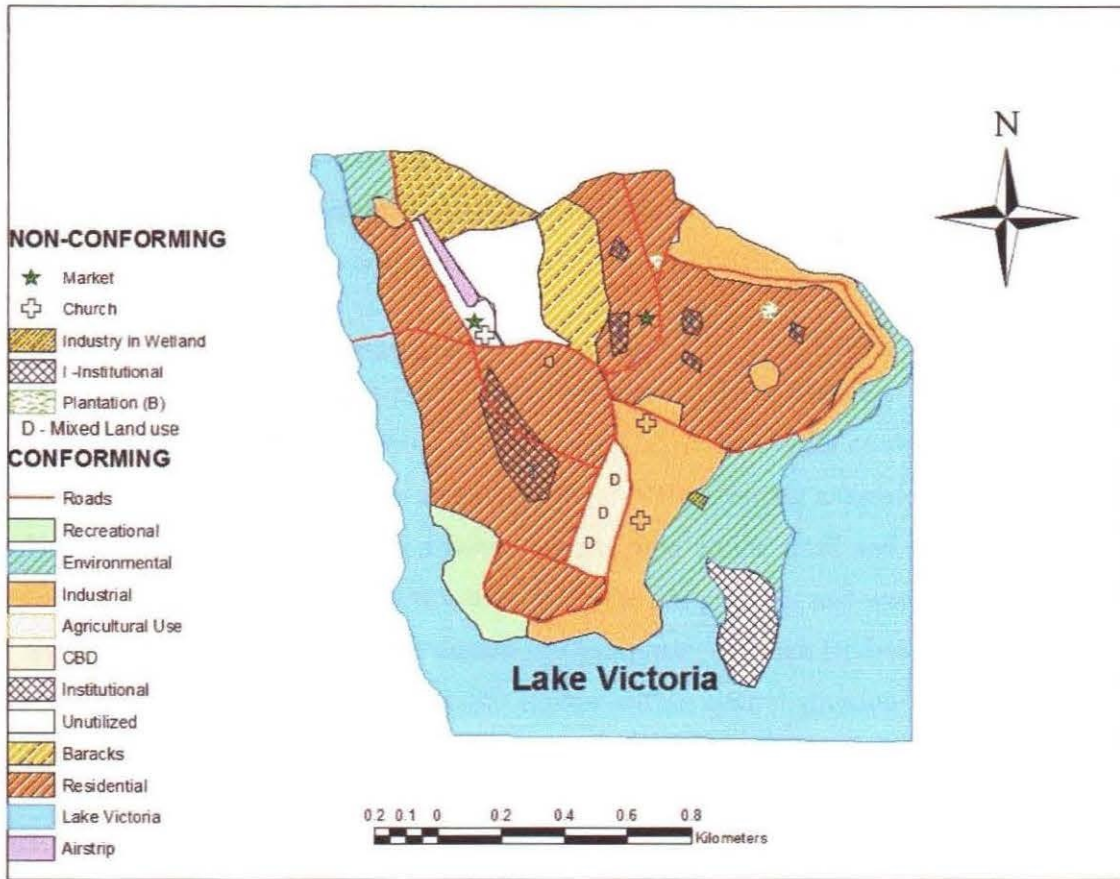 N
NON-CONFORMING
Market
Church
Industry in Wetland
I -Institutional
Plantation (B)
D - Mixed Land use
CONFORMING
Roads
Recreational
Environmental
Industrial
Agricultural Use
CBD
Institutional
Unutilized
Baracks
Residential
Lake Victoria
Airstrip
D
D
D
Lake Victoria
0.2 0.1 0 0.2 0.4 0.6 0.8
Kilometers